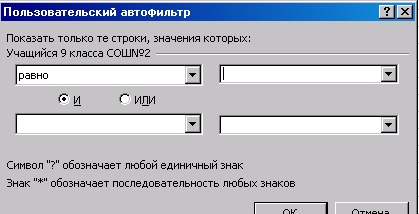 Пользовательский автофильтр
Показать только те строки, значения которых:
Учащийся 9 класса СОШ№2
равно
И ИЛИ
Символ "?" обозначает любой единичный знак
Знак "*" обозначает последовательность любых знаков
ОК Отмена